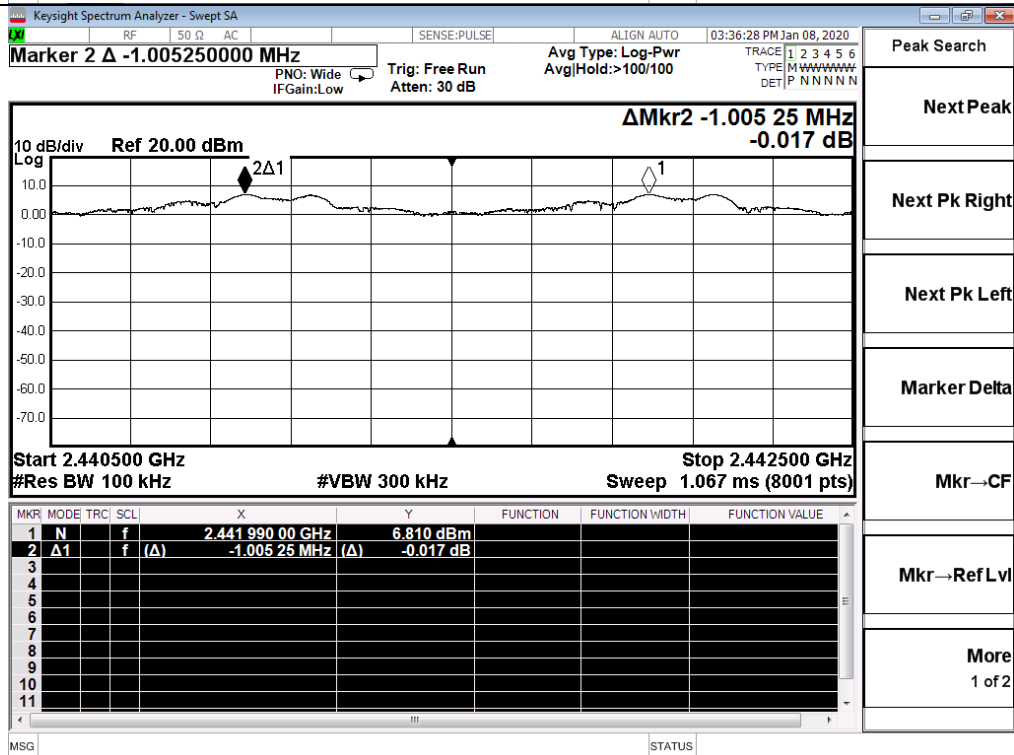 Keysight Spectrum Analyzer - Swept SA
LXI RF 50 Ω AC SENSE:PULSE ALIGN AUTO 03:36:28 PM Jan 08, 2020
Marker 2 Δ -1.005250000 MHz
PNO: Wide
IFGain:Low
Trig: Free Run
Atten: 30 dB
Avg Type: Log-Pwr
Avg|Hold:>100/100
TRACE 1 2 3 4 5 6
TYPE M W W W W W
DET P N N N N N
ΔMkr2 -1.005 25 MHz
-0.017 dB
10 dB/div Ref 20.00 dBm
Log
2Δ1
1
10.0
0.00
-10.0
-20.0
-30.0
-40.0
-50.0
-60.0
-70.0
Start 2.440500 GHz Stop 2.442500 GHz
#Res BW 100 kHz #VBW 300 kHz Sweep 1.067 ms (8001 pts)
MKR MODE TRC SCL X Y FUNCTION FUNCTION WIDTH FUNCTION VALUE
1 N f 2.441 990 00 GHz 6.810 dBm
2 Δ1 f (Δ) -1.005 25 MHz (Δ) -0.017 dB
3
4
5
6
7
8
9
10
11
MSG STATUS
Peak Search
Next Peak
Next Pk Right
Next Pk Left
Marker Delta
Mkr→CF
Mkr→Ref Lvl
More
1 of 2